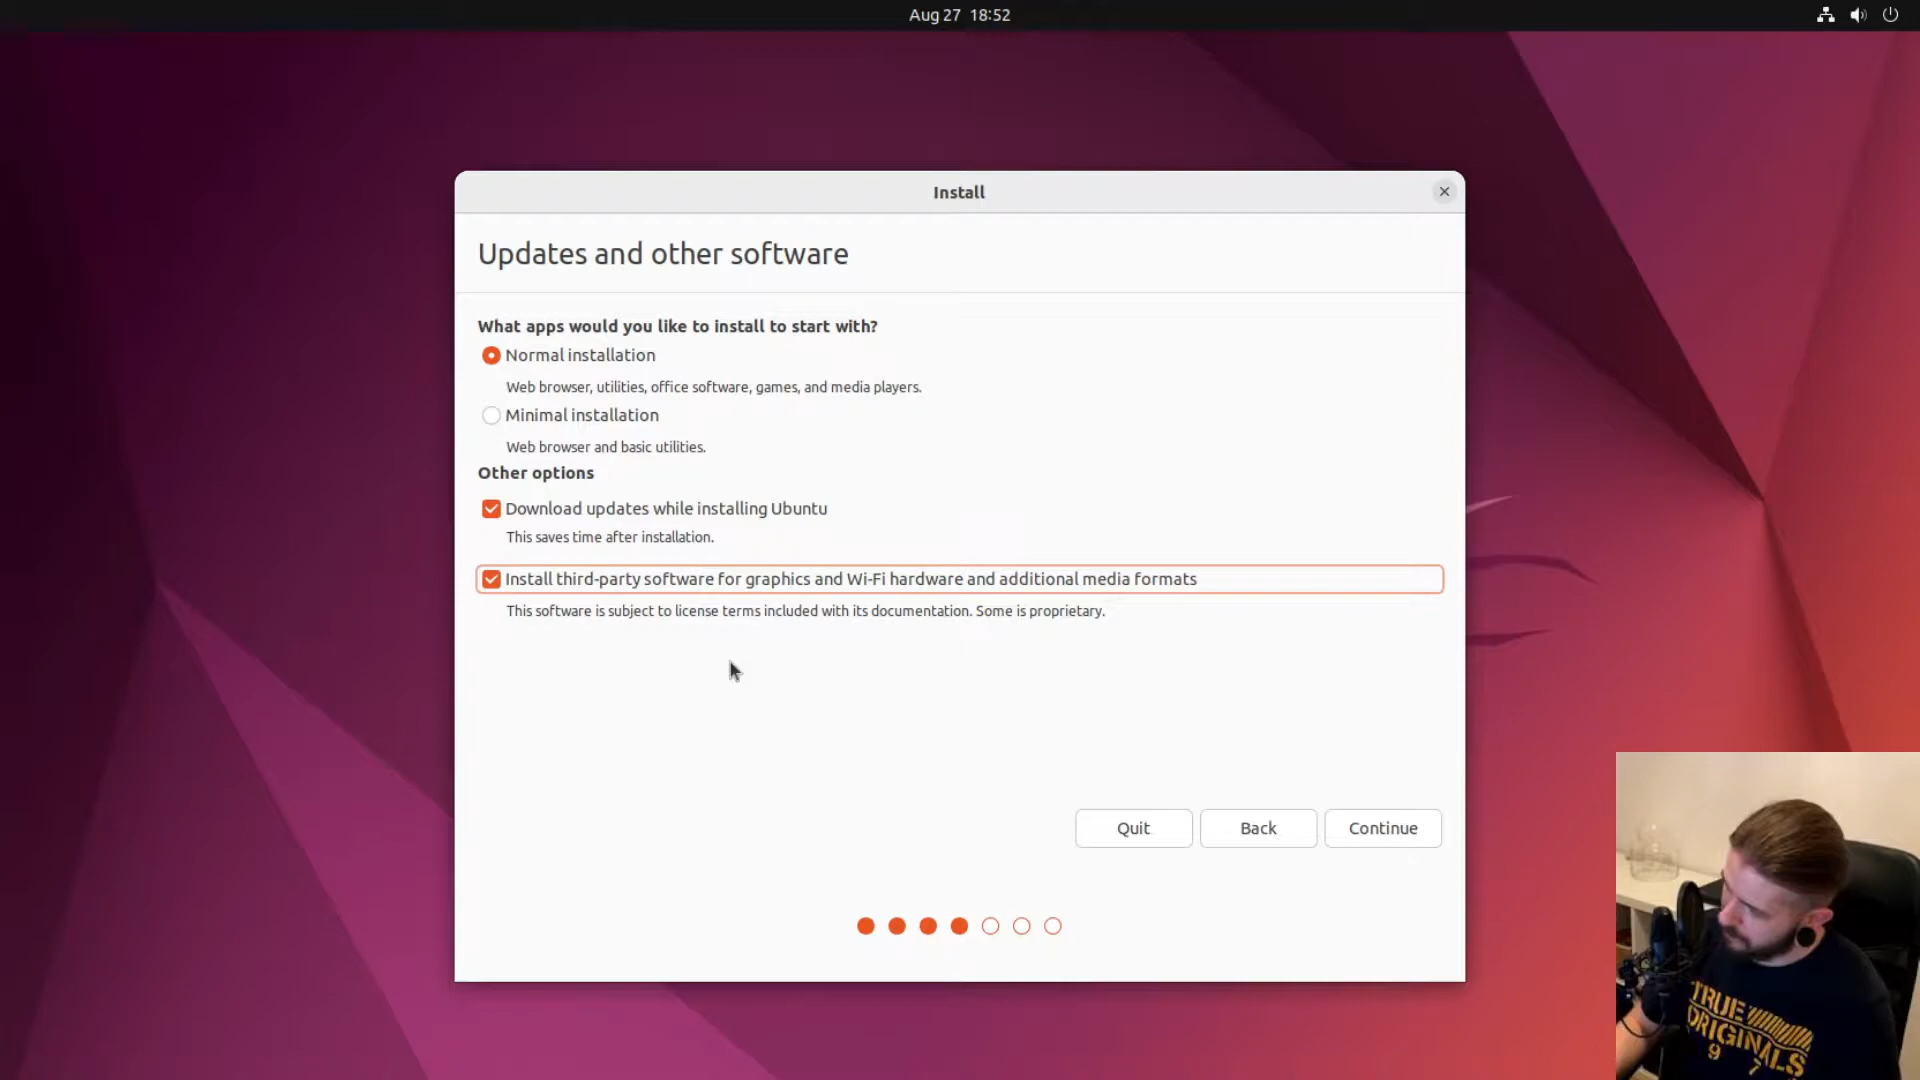 Aug 27 18:52
Install
Updates and other software
What apps would you like to install to start with?
Normal installation
Web browser, utilities, office software, games, and media players.
Minimal installation
Web browser and basic utilities.
Other options
Download updates while installing Ubuntu
This saves time after installation.
Install third-party software for graphics and Wi-Fi hardware and additional media formats
This software is subject to license terms included with its documentation. Some is proprietary.
Quit
Back
Continue
TRUE
ORIGINALS
9 7